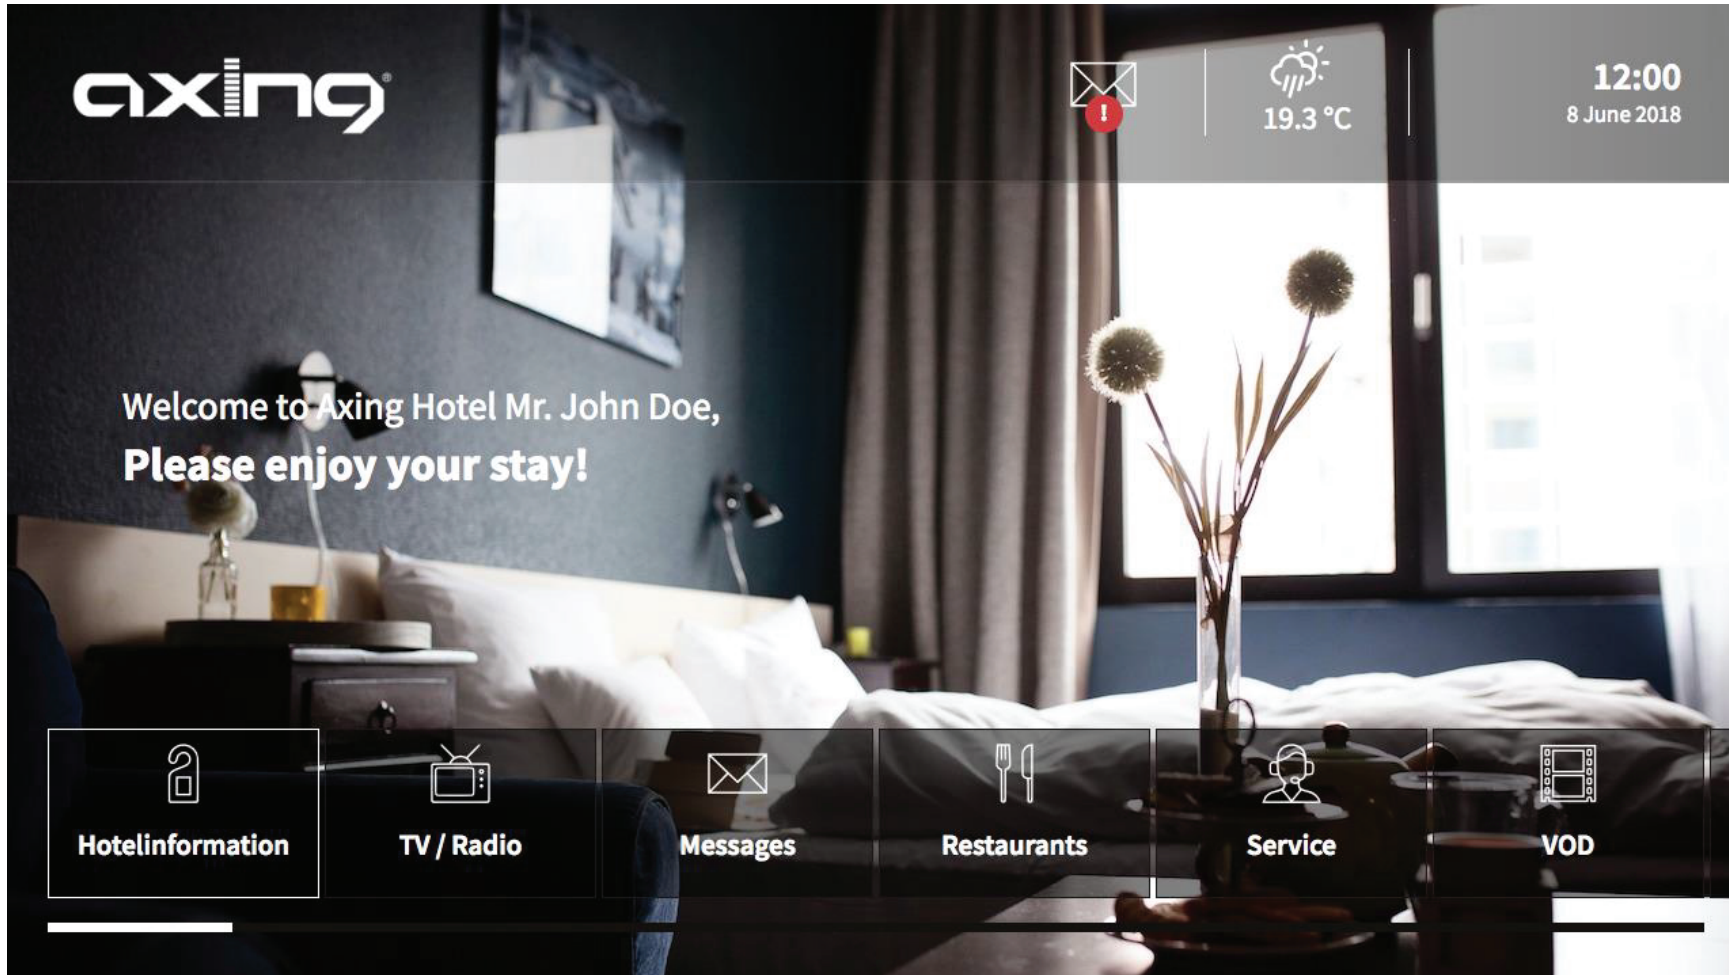 axing®
!
19.3 °C
12:00
8 June 2018
Welcome to Axing Hotel Mr. John Doe,
Please enjoy your stay!
Hotelinformation
TV / Radio
Messages
Restaurants
Service
VOD